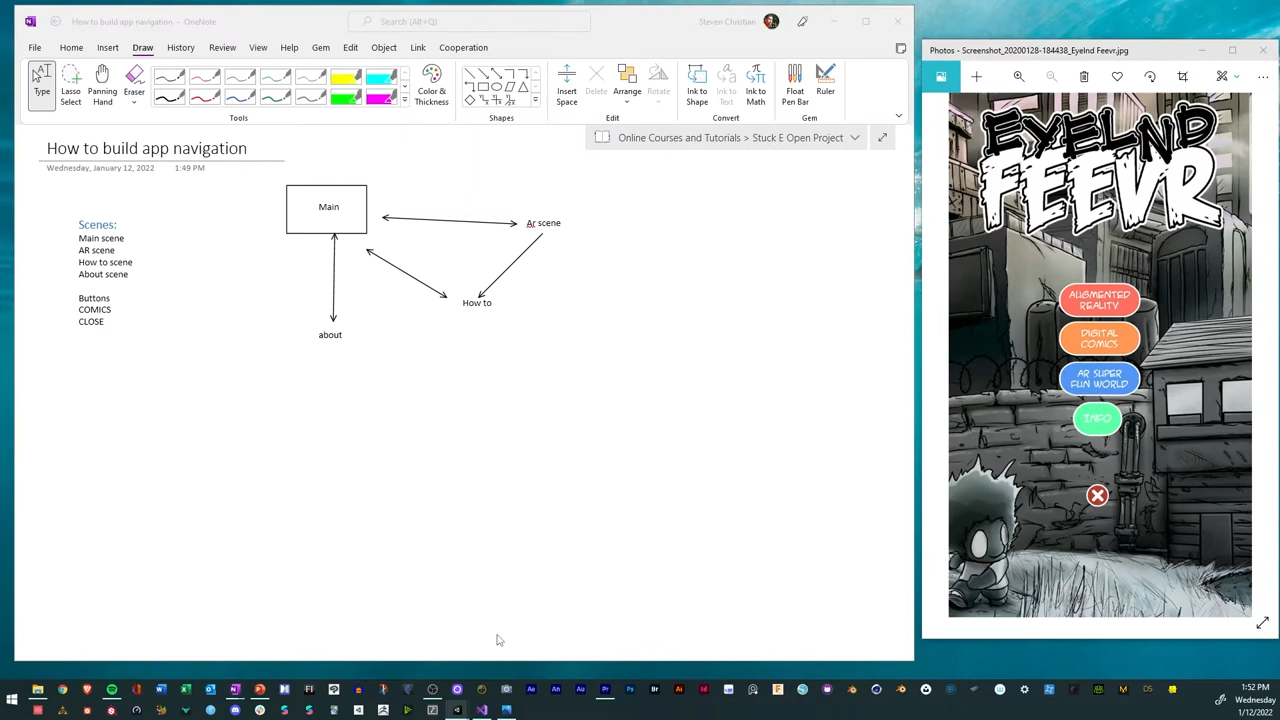 How to build app navigation - OneNote
Search (Alt+Q)
Steven Christian
File Home Insert Draw History Review View Help Gem Edit Object Link Cooperation
Type
Lasso Select
Panning Hand
Eraser
Color & Thickness
Insert Space
Delete
Arrange
Rotate
Ink to Shape
Ink to Text
Ink to Math
Float Pen Bar
Ruler
Tools
Shapes
Edit
Convert
Gem
Online Courses and Tutorials > Stuck E Open Project
How to build app navigation
Wednesday, January 12, 2022 1:49 PM
Main
Ar scene
Scenes:
Main scene
AR scene
How to scene
About scene
Buttons
COMICS
CLOSE
How to
about
Photos - Screenshot_20200128-184438_Eyelnd Feevr.jpg
EYELND
FEEVR
AUGMENTED
REALITY
DIGITAL
COMICS
AR SUPER
FUN WORLD
INFO
1:52 PM
Wednesday
1/12/2022